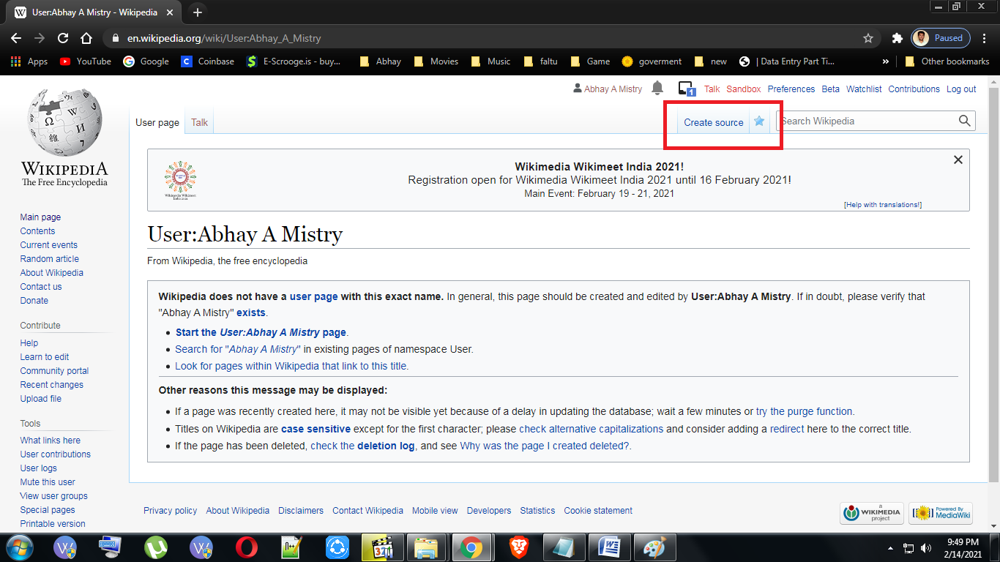 User:Abhay A Mistry - Wikipedia
en.wikipedia.org/wiki/User:Abhay_A_Mistry
Paused
Apps YouTube Google Coinbase E-Scrooge.is - buy... Abhay Movies Music faltu Game goverment new | Data Entry Part Ti... » Other bookmarks
Abhay A Mistry 1 Talk Sandbox Preferences Beta Watchlist Contributions Log out
User page Talk Create source Search Wikipedia
WIKIPEDIA
The Free Encyclopedia
Wikimedia Wikimeet India 2021!
Registration open for Wikimedia Wikimeet India 2021 until 16 February 2021!
Main Event: February 19 - 21, 2021
[Help with translations!]
Main page
Contents
Current events
Random article
About Wikipedia
Contact us
Donate
Contribute
Help
Learn to edit
Community portal
Recent changes
Upload file
Tools
What links here
User contributions
User logs
Mute this user
View user groups
Special pages
Printable version
User:Abhay A Mistry
From Wikipedia, the free encyclopedia
Wikipedia does not have a user page with this exact name. In general, this page should be created and edited by User:Abhay A Mistry. If in doubt, please verify that
"Abhay A Mistry" exists.
• Start the User:Abhay A Mistry page.
• Search for "Abhay A Mistry" in existing pages of namespace User.
• Look for pages within Wikipedia that link to this title.
Other reasons this message may be displayed:
• If a page was recently created here, it may not be visible yet because of a delay in updating the database; wait a few minutes or try the purge function.
• Titles on Wikipedia are case sensitive except for the first character; please check alternative capitalizations and consider adding a redirect here to the correct title.
• If the page has been deleted, check the deletion log, and see Why was the page I created deleted?.
Privacy policy About Wikipedia Disclaimers Contact Wikipedia Mobile view Developers Statistics Cookie statement
a
WIKIMEDIA
project
Powered By
MediaWiki
9:49 PM
2/14/2021